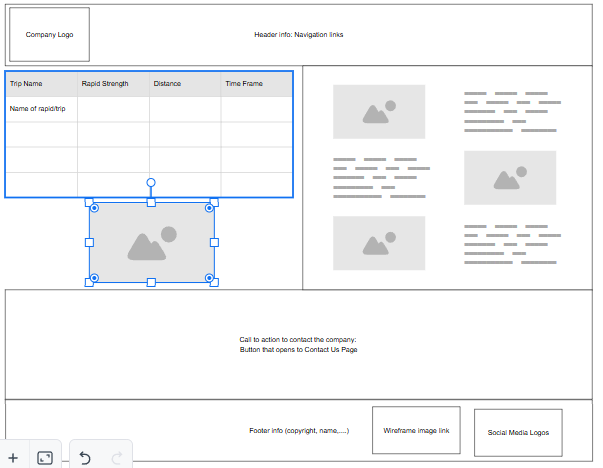 Company Logo
Header info: Navigation links
Trip Name
Rapid Strength
Distance
Time Frame
Name of rapid/trip
Call to action to contact the company:
Button that opens to Contact Us Page
Footer info (copyright, name,....)
Wireframe image link
Social Media Logos